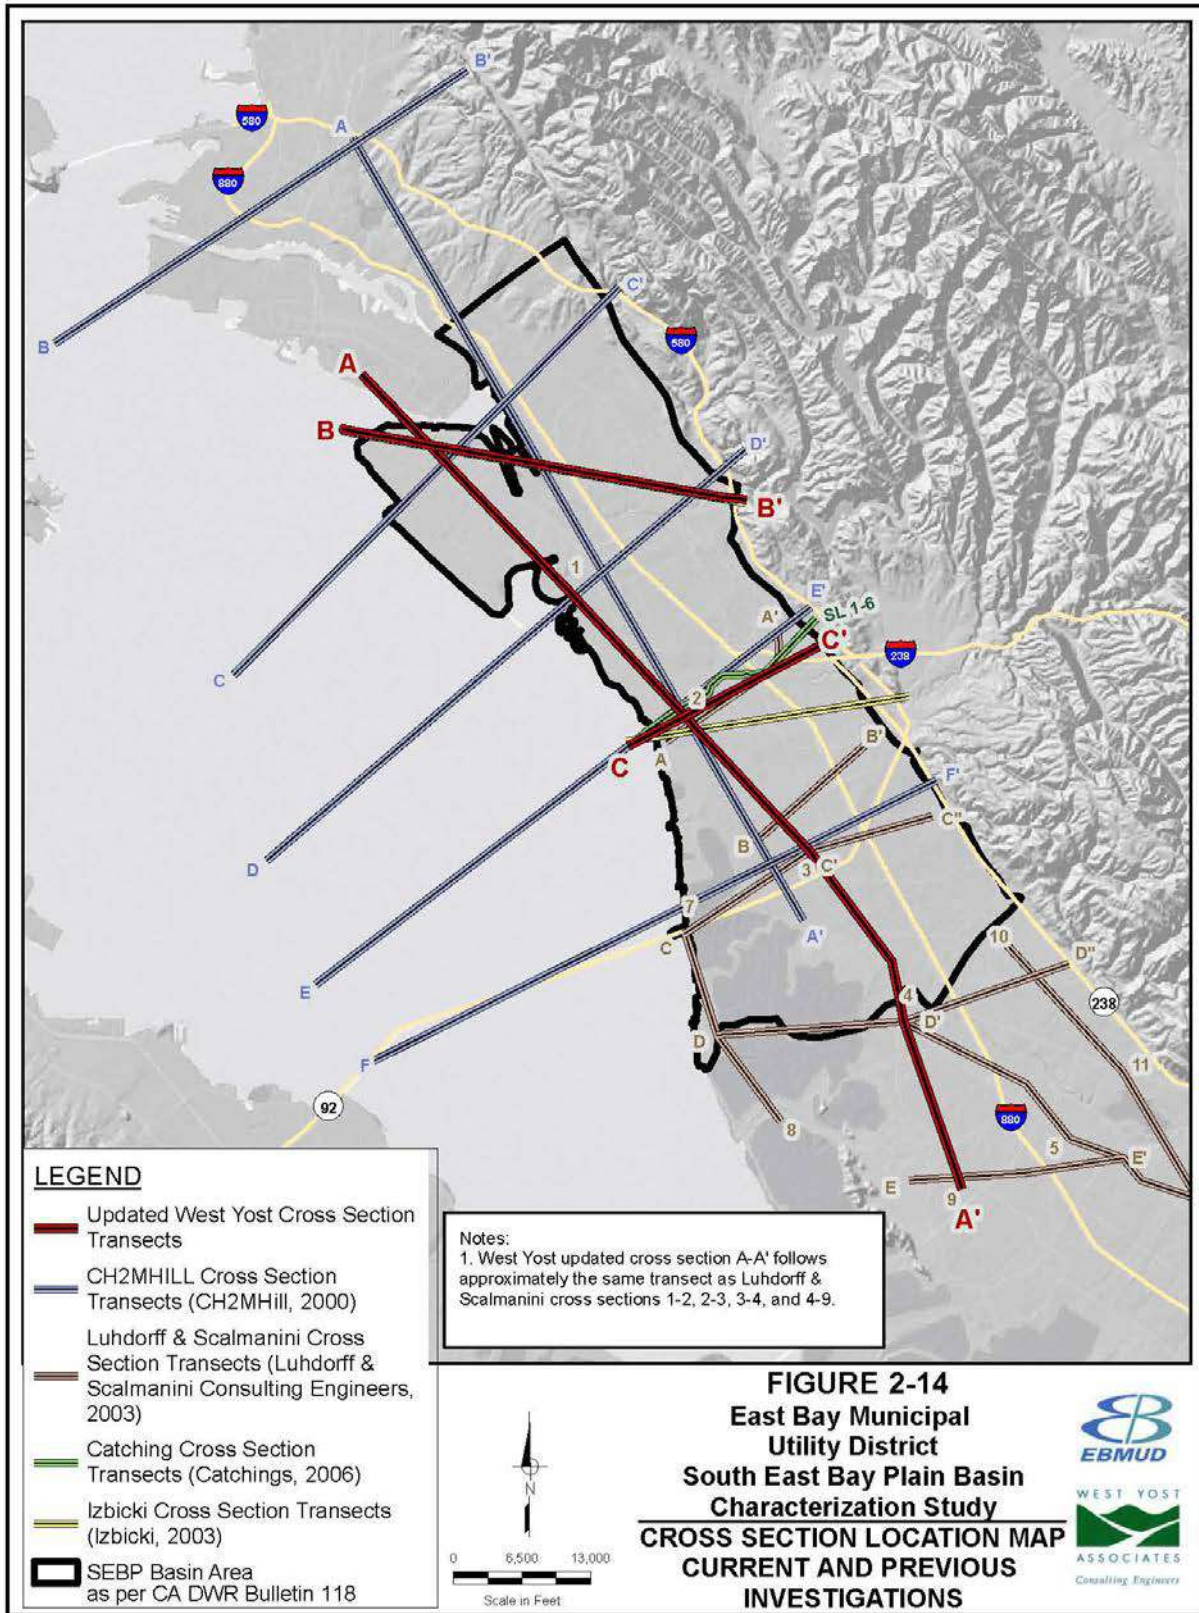 B'
580
A
880
C'
B
580
A
B
D'
B'
1
E'
SL 1-6
A'
C'
238
C
2
C
A
B'
F'
C"
D
B
3
C'
7
A'
C
10
D"
E
4
238
D
D'
F
11
92
880
8
5
E'
E
9
A'
LEGEND
Updated West Yost Cross Section
Transects
CH2MHILL Cross Section
Transects (CH2MHill, 2000)
Luhdorff & Scalmanini Cross
Section Transects (Luhdorff &
Scalmanini Consulting Engineers,
2003)
Catching Cross Section
Transects (Catchings, 2006)
Izbicki Cross Section Transects
(Izbicki, 2003)
SEBP Basin Area
as per CA DWR Bulletin 118
Notes:
1. West Yost updated cross section A-A' follows
approximately the same transect as Luhdorff &
Scalmanini cross sections 1-2, 2-3, 3-4, and 4-9.
N
0 6,500 13,000
Scale in Feet
FIGURE 2-14
East Bay Municipal
Utility District
South East Bay Plain Basin
Characterization Study
CROSS SECTION LOCATION MAP
CURRENT AND PREVIOUS
INVESTIGATIONS
EBMUD
WEST YOST
ASSOCIATES
Consulting Engineers